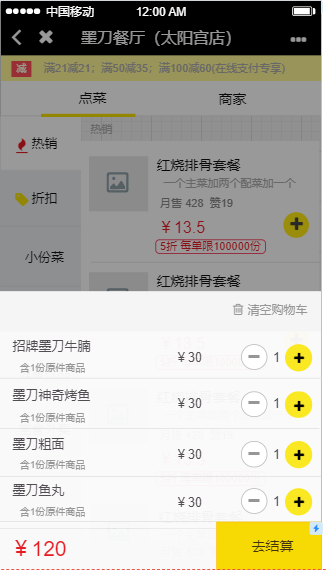 中国移动 12:00 AM
墨刀餐厅（太阳宫店）
减 满21减21；满50减35；满100减60(在线支付专享)
点菜 商家
热销
热销
红烧排骨套餐
一个主菜加两个配菜加一个
月售 428 赞19
￥13.5
5折 每单限100000份
折扣
小份菜
红烧排骨套餐
清空购物车
招牌墨刀牛腩
含1份原件商品
￥30
1
墨刀神奇烤鱼
含1份原件商品
￥30
1
墨刀粗面
含1份原件商品
￥30
1
墨刀鱼丸
含1份原件商品
￥30
1
￥120
去结算